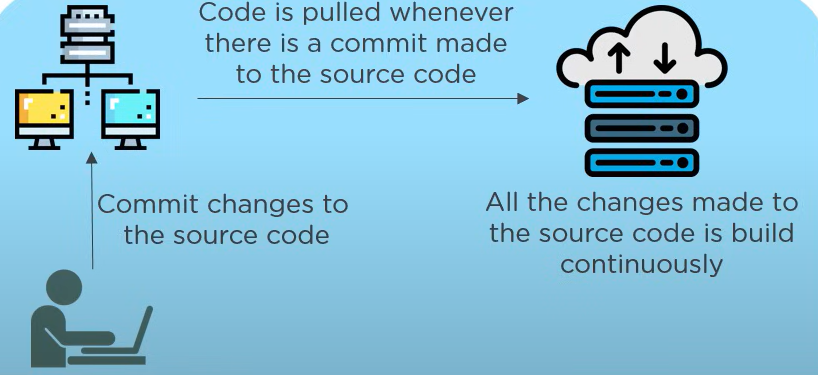 Code is pulled whenever
there is a commit made
to the source code
Commit changes to
the source code
All the changes made to
the source code is build
continuously